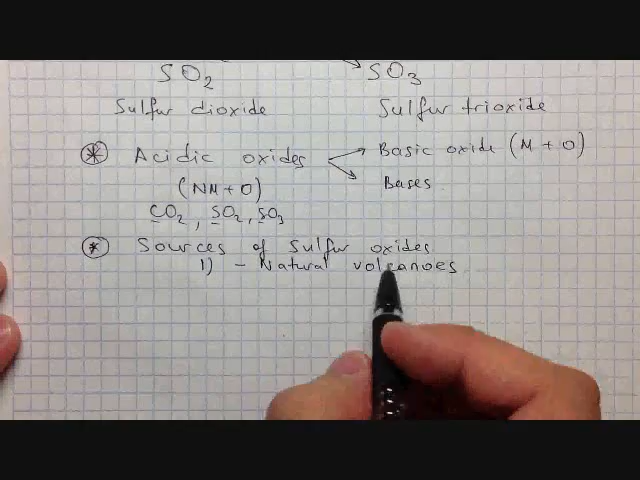 SO2 SO3
Sulfur dioxide Sulfur trioxide
* Acidic oxides Basic oxide (M + O)
(NM + O) Bases
CO2, SO2, SO3
* Sources of sulfur oxides
1) - Natural volcanoes